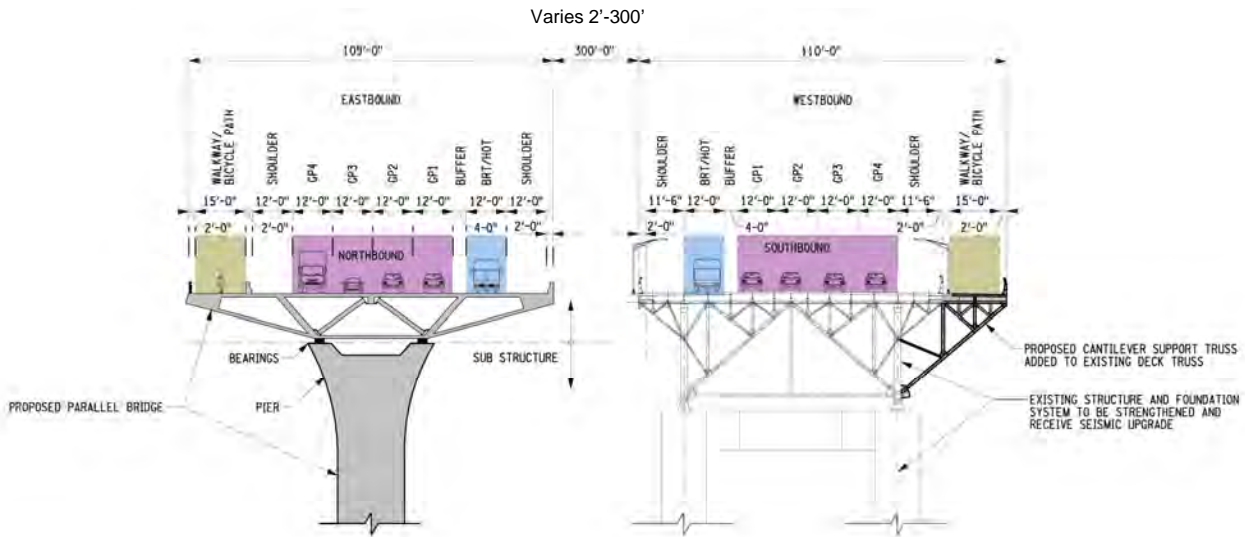 Varies 2'-300'
109'-0"
300'-0"
110'-0"
EASTBOUND
WESTBOUND
WALKWAY/
BICYCLE PATH
SHOULDER
GP4
GP3
GP2
GP1
BUFFER
BRT/HOT
SHOULDER
SHOULDER
BRT/HOT
BUFFER
GP1
GP2
GP3
GP4
SHOULDER
WALKWAY/
BICYCLE PATH
15'-0"
12'-0"
12'-0"
12'-0"
12'-0"
12'-0"
12'-0"
12'-0"
11'-6"
12'-0"
12'-0"
12'-0"
12'-0"
12'-0"
11'-6"
15'-0"
2'-0"
2'-0"
4'-0"
2'-0"
2'-0"
4'-0"
2'-0"
2'-0"
NORTHBOUND
SOUTHBOUND
BEARINGS
SUB STRUCTURE
PROPOSED CANTILEVER SUPPORT TRUSS
ADDED TO EXISTING DECK TRUSS
PROPOSED PARALLEL BRIDGE
PIER
EXISTING STRUCTURE AND FOUNDATION
SYSTEM TO BE STRENGTHENED AND
RECEIVE SEISMIC UPGRADE